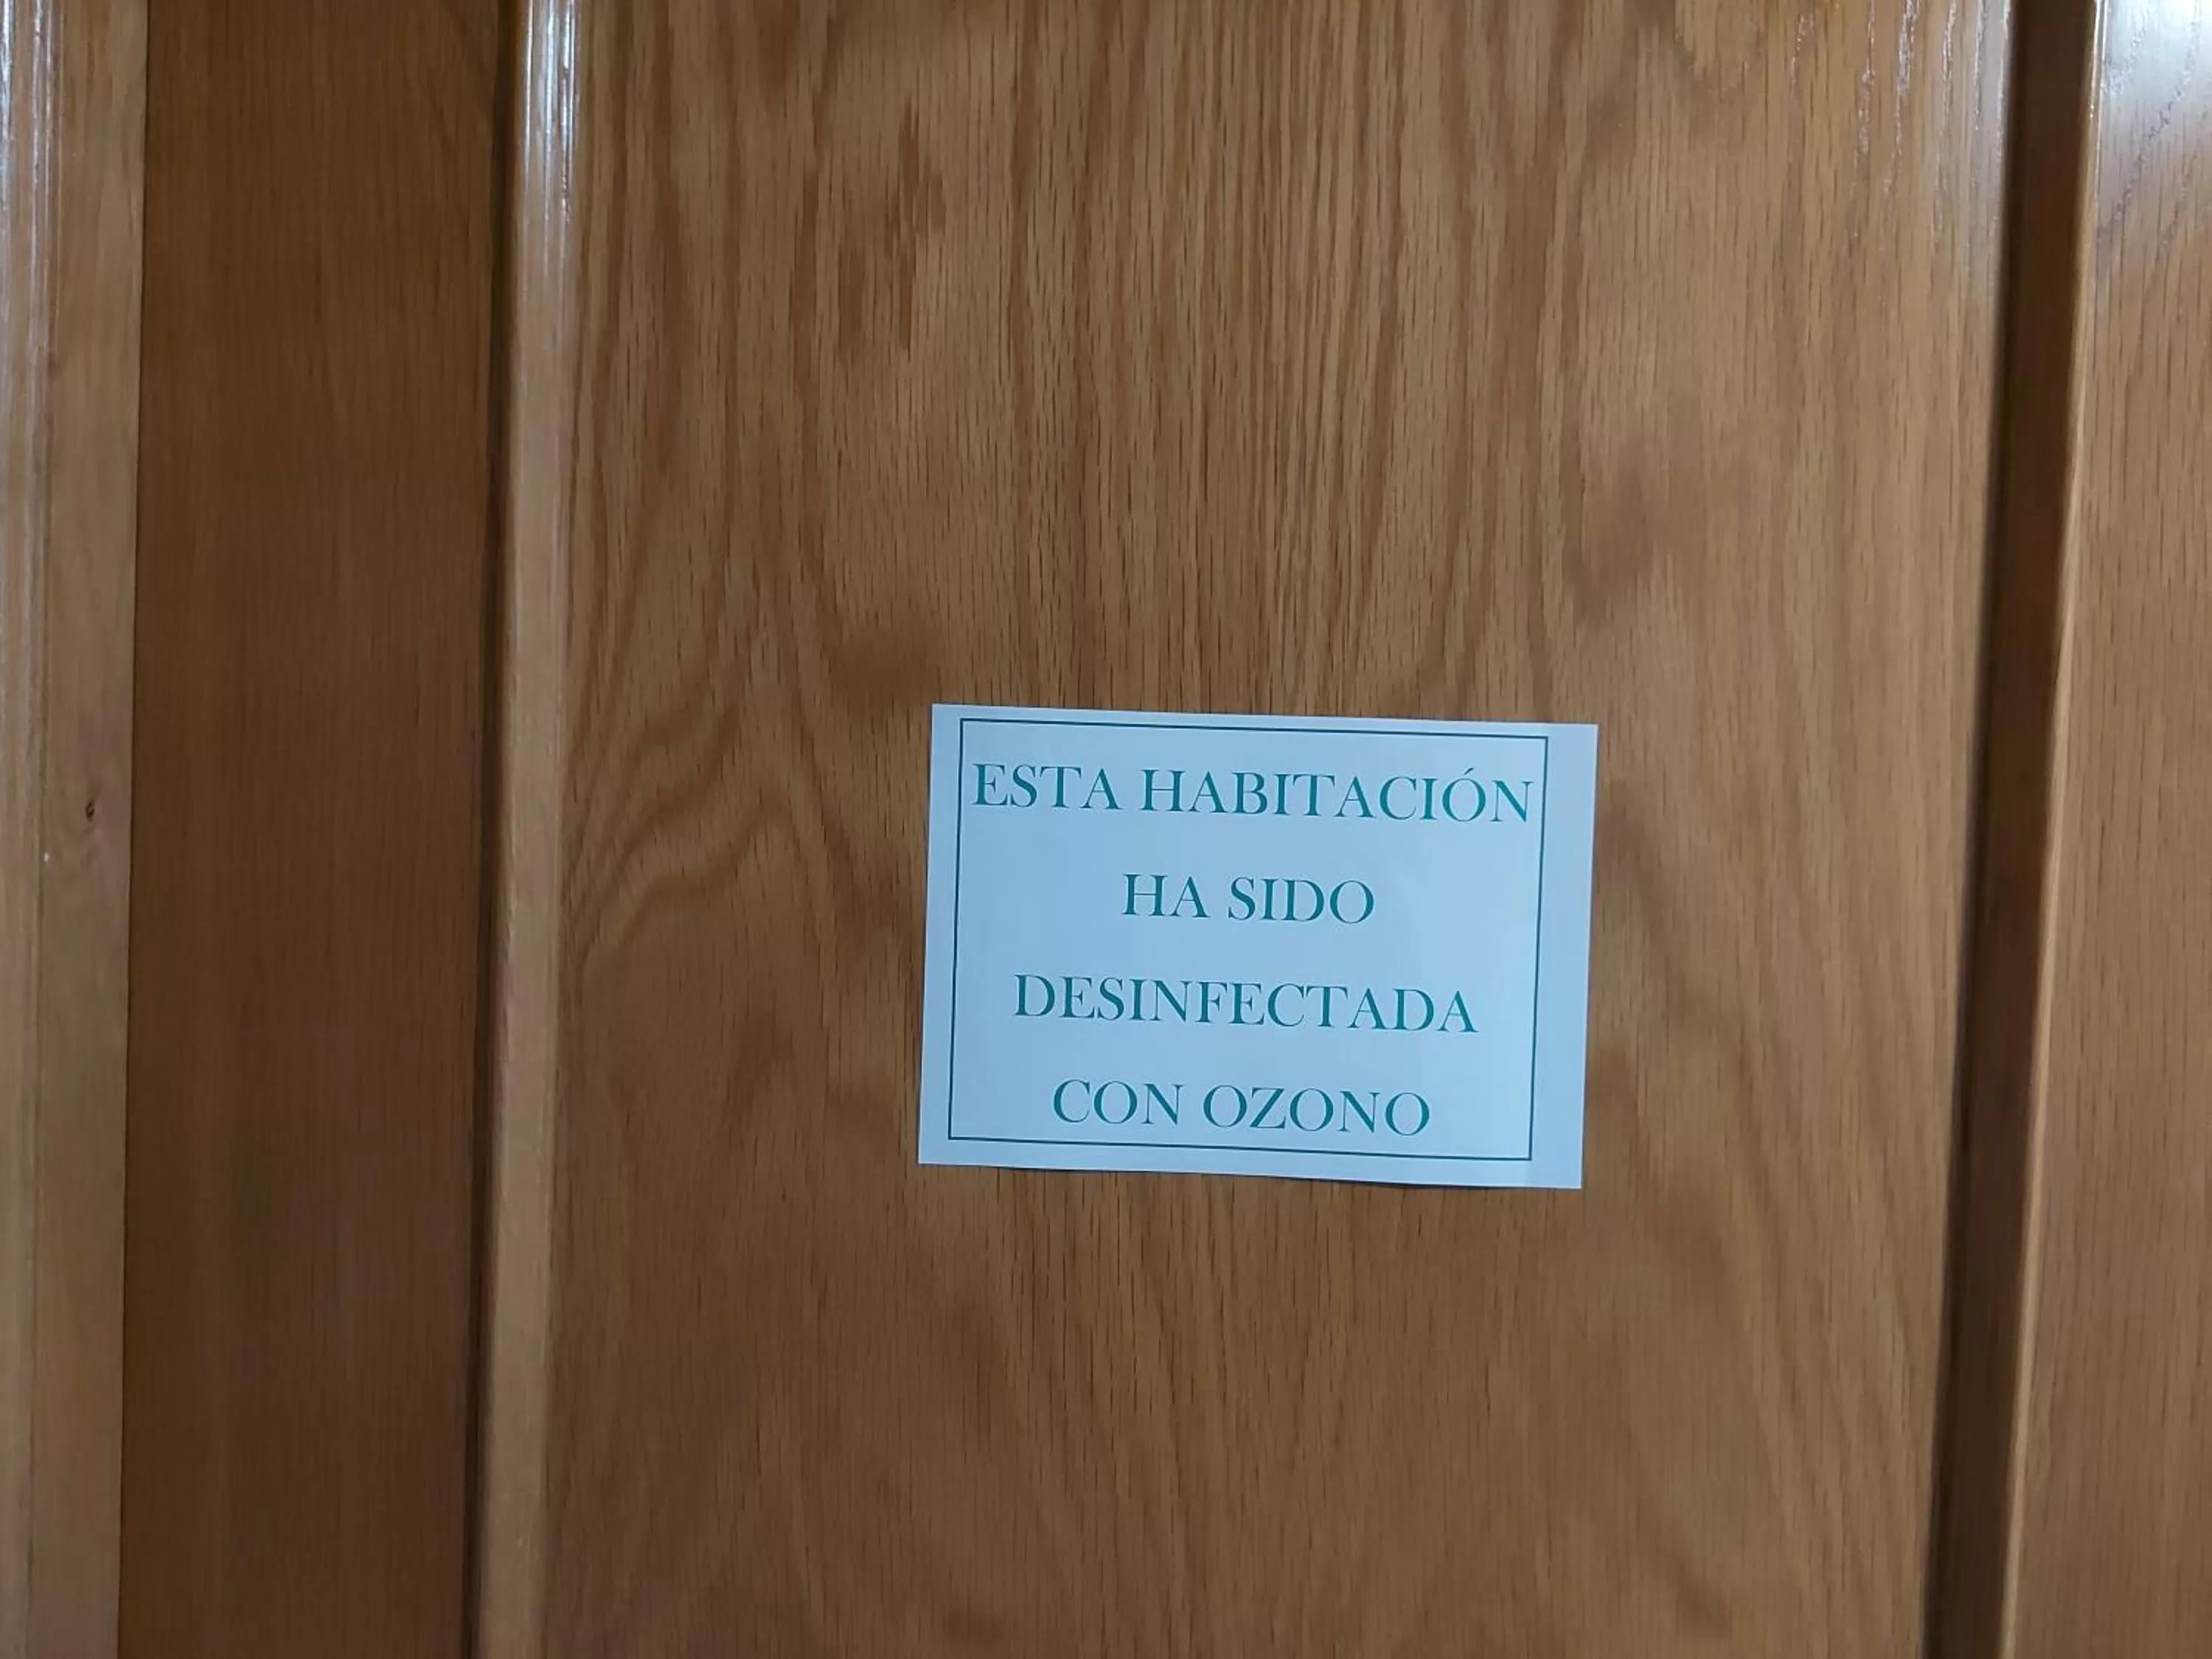 ESTA HABITACIÓN
HA SIDO
DESINFECTADA
CON OZONO